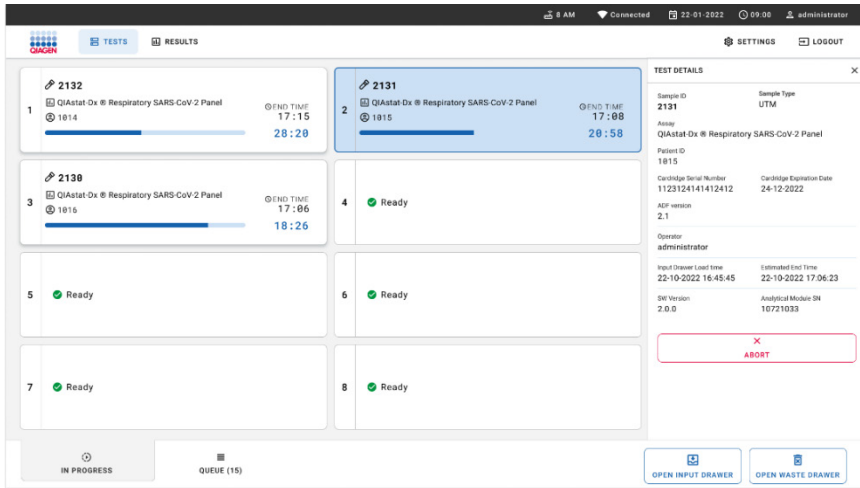 8 AM Connected 22-01-2022 09:00 administrator
QIAGEN TESTS RESULTS SETTINGS LOGOUT
1
2132
QIAstat-Dx ® Respiratory SARS-CoV-2 Panel
1014
END TIME
17:15
28:20
2
2131
QIAstat-Dx ® Respiratory SARS-CoV-2 Panel
1015
END TIME
17:08
20:58
3
2130
QIAstat-Dx ® Respiratory SARS-CoV-2 Panel
1016
END TIME
17:06
18:26
4 Ready
5 Ready
6 Ready
7 Ready
8 Ready
TEST DETAILS
Sample ID Sample Type
2131 UTM
Assay
QIAstat-Dx ® Respiratory SARS-CoV-2 Panel
Patient ID
1015
Cardridge Serial Number Cardridge Expiration Date
1123124141412412 24-12-2022
ADF version
2.1
Operator
administrator
Input Drawer Load time Estimated End Time
22-10-2022 16:45:45 22-10-2022 17:06:23
SW Version Analytical Module SN
2.0.0 10721033
ABORT
IN PROGRESS QUEUE (15)
OPEN INPUT DRAWER OPEN WASTE DRAWER